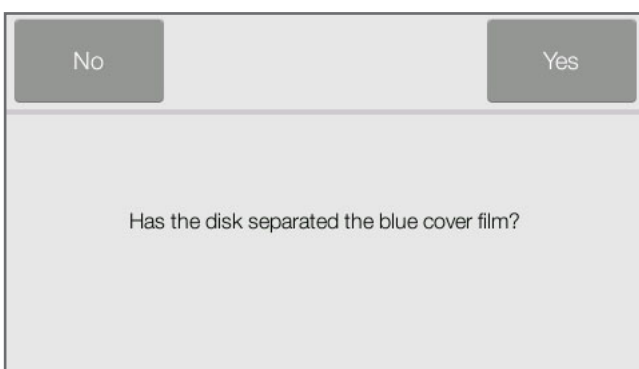 No
Yes
Has the disk separated the blue cover film?